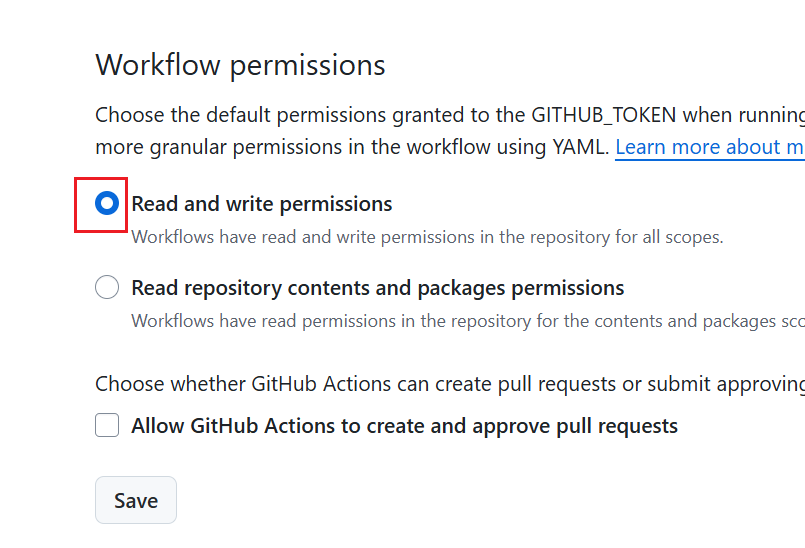 Workflow permissions
Choose the default permissions granted to the GITHUB_TOKEN when running
more granular permissions in the workflow using YAML. Learn more about m
Read and write permissions
Workflows have read and write permissions in the repository for all scopes.
Read repository contents and packages permissions
Workflows have read permissions in the repository for the contents and packages sco
Choose whether GitHub Actions can create pull requests or submit approving
Allow GitHub Actions to create and approve pull requests
Save